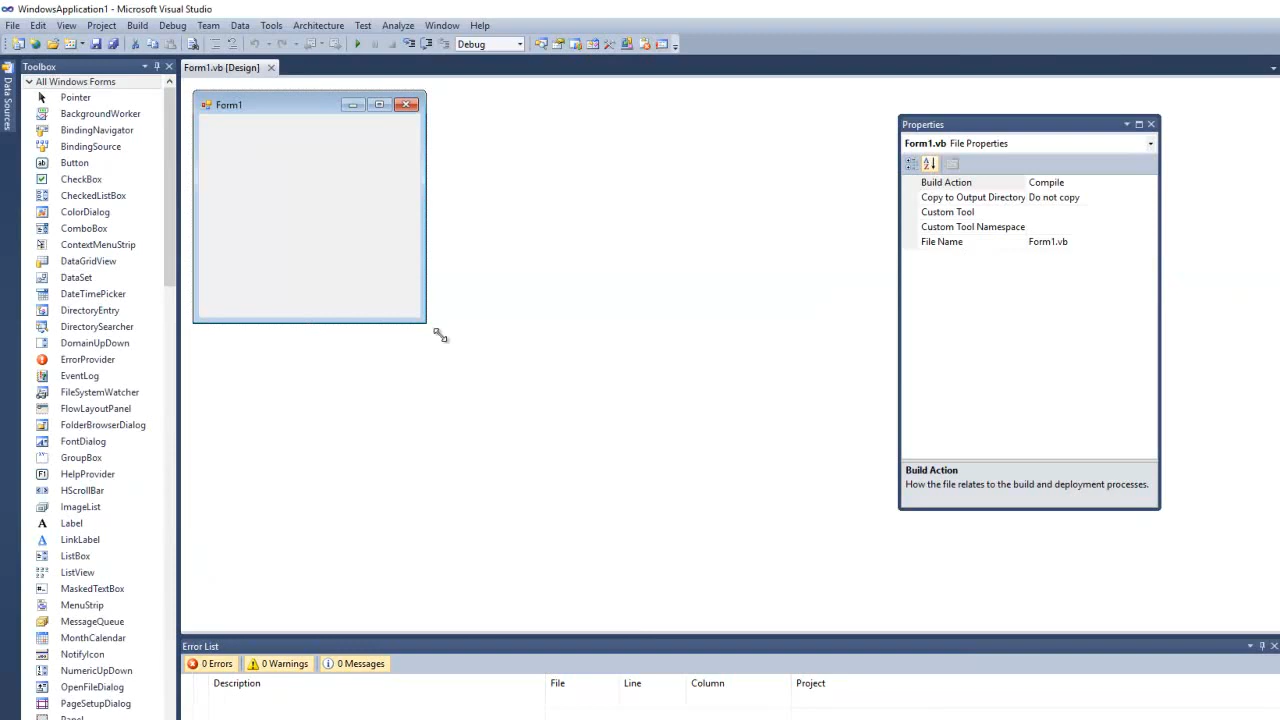 WindowsApplication1 - Microsoft Visual Studio
File Edit View Project Build Debug Team Data Tools Architecture Test Analyze Window Help
Debug
Data Sources
Toolbox
All Windows Forms
Pointer
BackgroundWorker
BindingNavigator
BindingSource
Button
CheckBox
CheckedListBox
ColorDialog
ComboBox
ContextMenuStrip
DataGridView
DataSet
DateTimePicker
DirectoryEntry
DirectorySearcher
DomainUpDown
ErrorProvider
EventLog
FileSystemWatcher
FlowLayoutPanel
FolderBrowserDialog
FontDialog
GroupBox
HelpProvider
HScrollBar
ImageList
Label
LinkLabel
ListBox
ListView
MaskedTextBox
MenuStrip
MessageQueue
MonthCalendar
NotifyIcon
NumericUpDown
OpenFileDialog
PageSetupDialog
Form1.vb [Design]
Form1
Properties
Form1.vb File Properties
Build Action Compile
Copy to Output Directory Do not copy
Custom Tool
Custom Tool Namespace
File Name Form1.vb
Build Action
How the file relates to the build and deployment processes.
Error List
0 Errors 0 Warnings 0 Messages
Description File Line Column Project